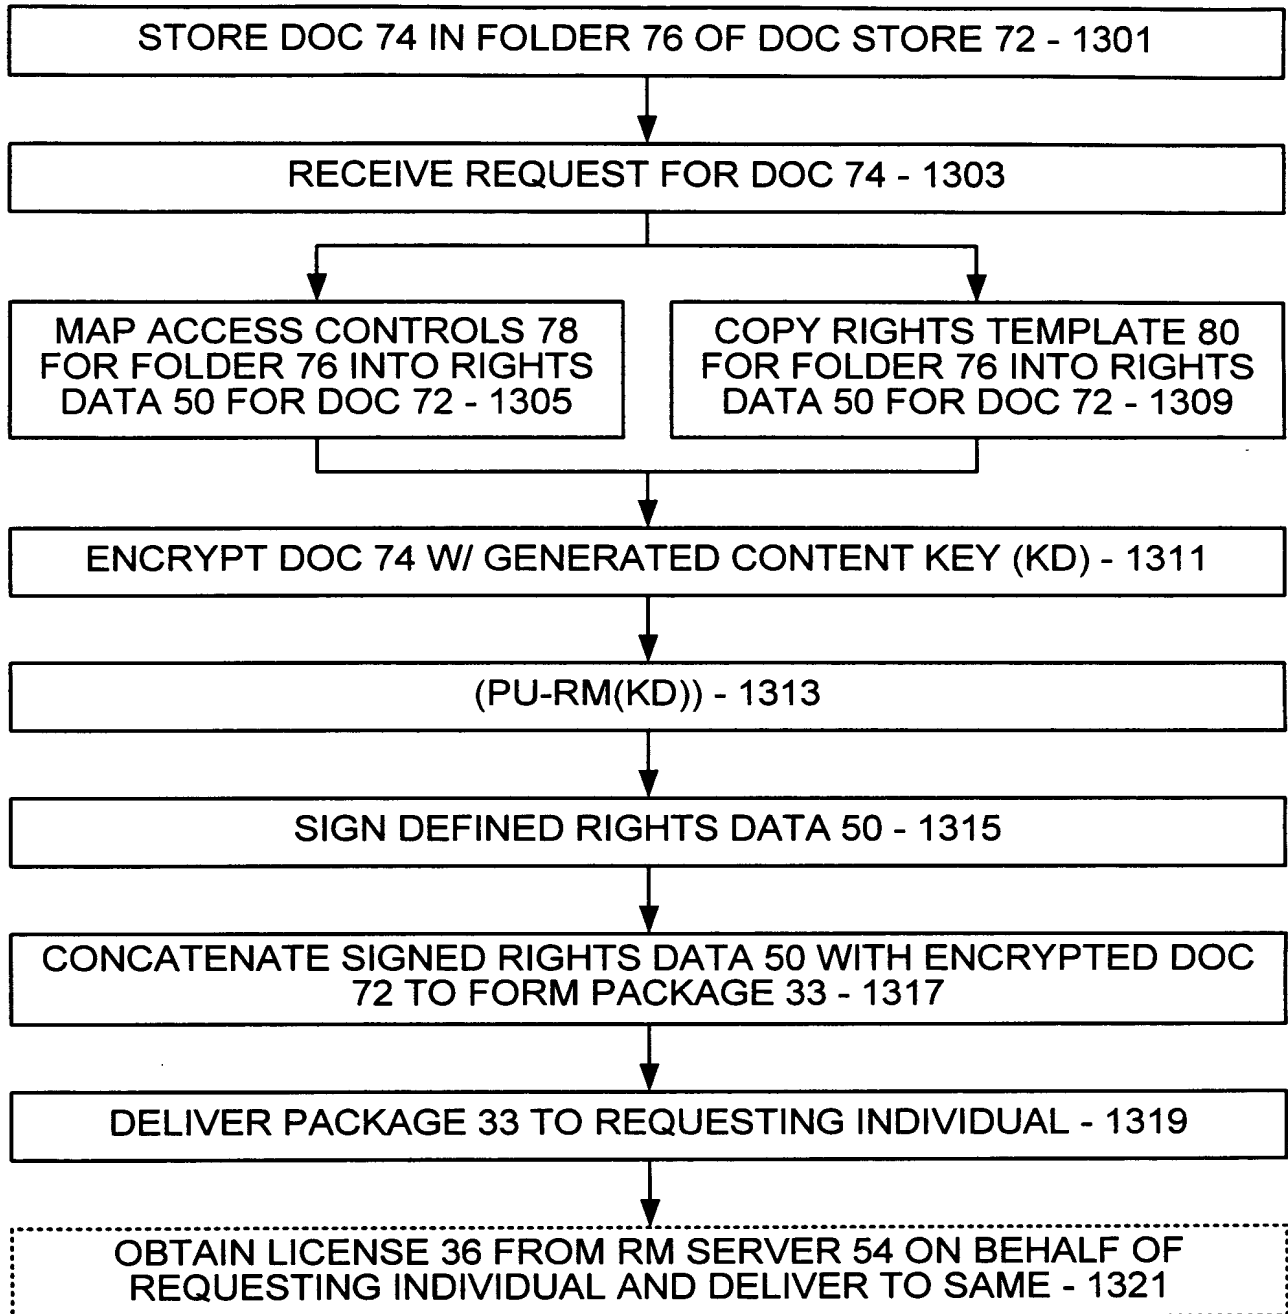 STORE DOC 74 IN FOLDER 76 OF DOC STORE 72 - 1301
RECEIVE REQUEST FOR DOC 74 - 1303
MAP ACCESS CONTROLS 78
FOR FOLDER 76 INTO RIGHTS
DATA 50 FOR DOC 72 - 1305
COPY RIGHTS TEMPLATE 80
FOR FOLDER 76 INTO RIGHTS
DATA 50 FOR DOC 72 - 1309
ENCRYPT DOC 74 W/ GENERATED CONTENT KEY (KD) - 1311
(PU-RM(KD)) - 1313
SIGN DEFINED RIGHTS DATA 50 - 1315
CONCATENATE SIGNED RIGHTS DATA 50 WITH ENCRYPTED DOC
72 TO FORM PACKAGE 33 - 1317
DELIVER PACKAGE 33 TO REQUESTING INDIVIDUAL - 1319
OBTAIN LICENSE 36 FROM RM SERVER 54 ON BEHALF OF
REQUESTING INDIVIDUAL AND DELIVER TO SAME - 1321